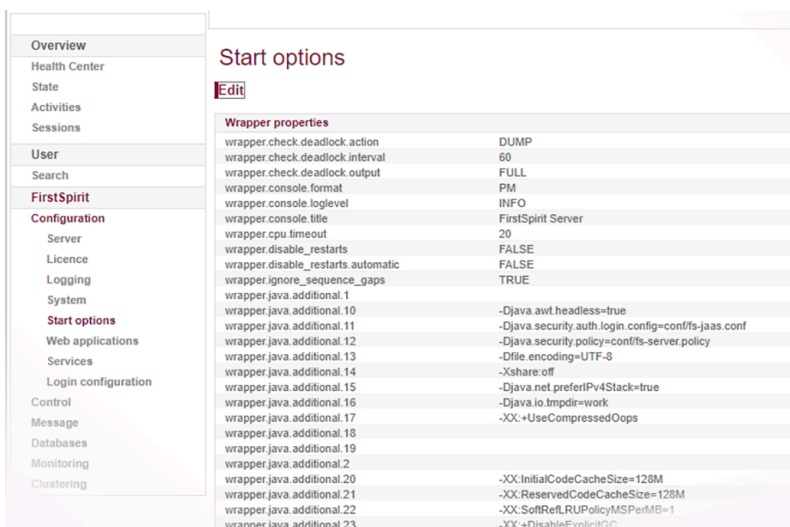 Overview
Health Center
State
Activities
Sessions
User
Search
FirstSpirit
Configuration
Server
Licence
Logging
System
Start options
Web applications
Services
Login configuration
Control
Message
Databases
Monitoring
Clustering
Start options
Edit
Wrapper properties
wrapper.check.deadlock.action DUMP
wrapper.check.deadlock.interval 60
wrapper.check.deadlock.output FULL
wrapper.console.format PM
wrapper.console.loglevel INFO
wrapper.console.title FirstSpirit Server
wrapper.cpu.timeout 20
wrapper.disable_restarts FALSE
wrapper.disable_restarts.automatic FALSE
wrapper.ignore_sequence_gaps TRUE
wrapper.java.additional.1
wrapper.java.additional.10 -Djava.awt.headless=true
wrapper.java.additional.11 -Djava.security.auth.login.config=conf/fs-jaas.conf
wrapper.java.additional.12 -Djava.security.policy=conf/fs-server.policy
wrapper.java.additional.13 -Dfile.encoding=UTF-8
wrapper.java.additional.14 -Xshare:off
wrapper.java.additional.15 -Djava.net.preferIPv4Stack=true
wrapper.java.additional.16 -Djava.io.tmpdir=work
wrapper.java.additional.17 -XX:+UseCompressedOops
wrapper.java.additional.18
wrapper.java.additional.19
wrapper.java.additional.2
wrapper.java.additional.20 -XX:InitialCodeCacheSize=128M
wrapper.java.additional.21 -XX:ReservedCodeCacheSize=128M
wrapper.java.additional.22 -XX:SoftRefLRUPolicyMSPerMB=1
wrapper.java.additional.23 -XX:+DisableExplicitGC